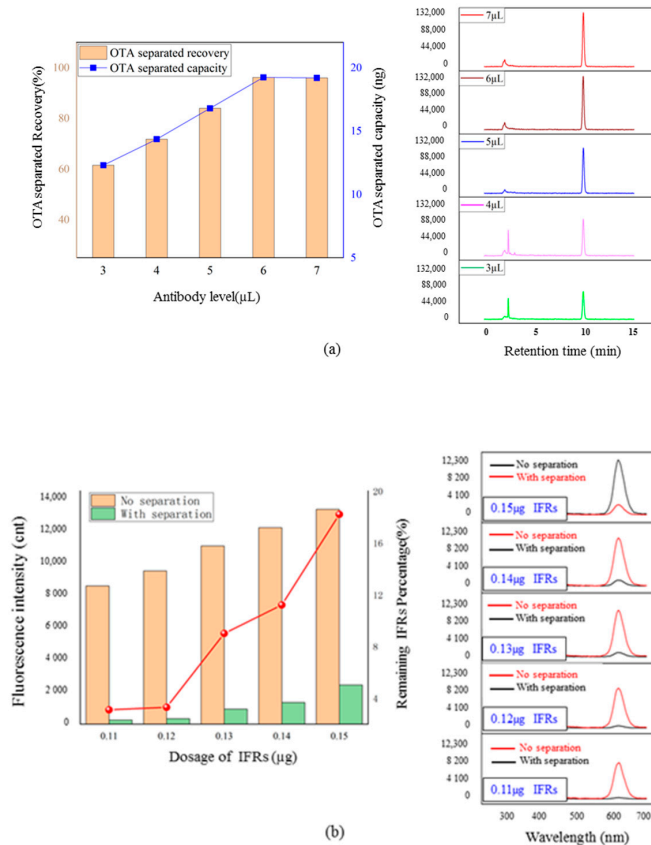 OTA separated recovery
OTA separated capacity
100
80
60
40
20
15
10
5
OTA separated Recovery(%)
OTA separated capacity (ng)
3
4
5
6
7
Antibody level(µL)
132,000
88,000
44,000
0
7µL
132,000
88,000
44,000
0
6µL
132,000
88,000
44,000
0
5µL
132,000
88,000
44,000
0
4µL
132,000
88,000
44,000
0
3µL
0
5
10
15
Retention time (min)
(a)
No separation
With separation
14,000
12,000
10,000
8 000
6 000
4 000
2 000
0
20
18
12
8
4
Fluorescence intensity (cnt)
Remaining IFRs Percentage(%)
0.11
0.12
0.13
0.14
0.15
Dosage of IFRs (µg)
12,300
8 200
4 100
0
No separation
With separation
0.15µg IFRs
12,300
8 200
4 100
0
No separation
With separation
0.14µg IFRs
12,300
8 200
4 100
0
No separation
With separation
0.13µg IFRs
12,300
8 200
4 100
0
No separation
With separation
0.12µg IFRs
12,300
8 200
4 100
0
No separation
With separation
0.11µg IFRs
300
400
500
600
700
Wavelength (nm)
(b)